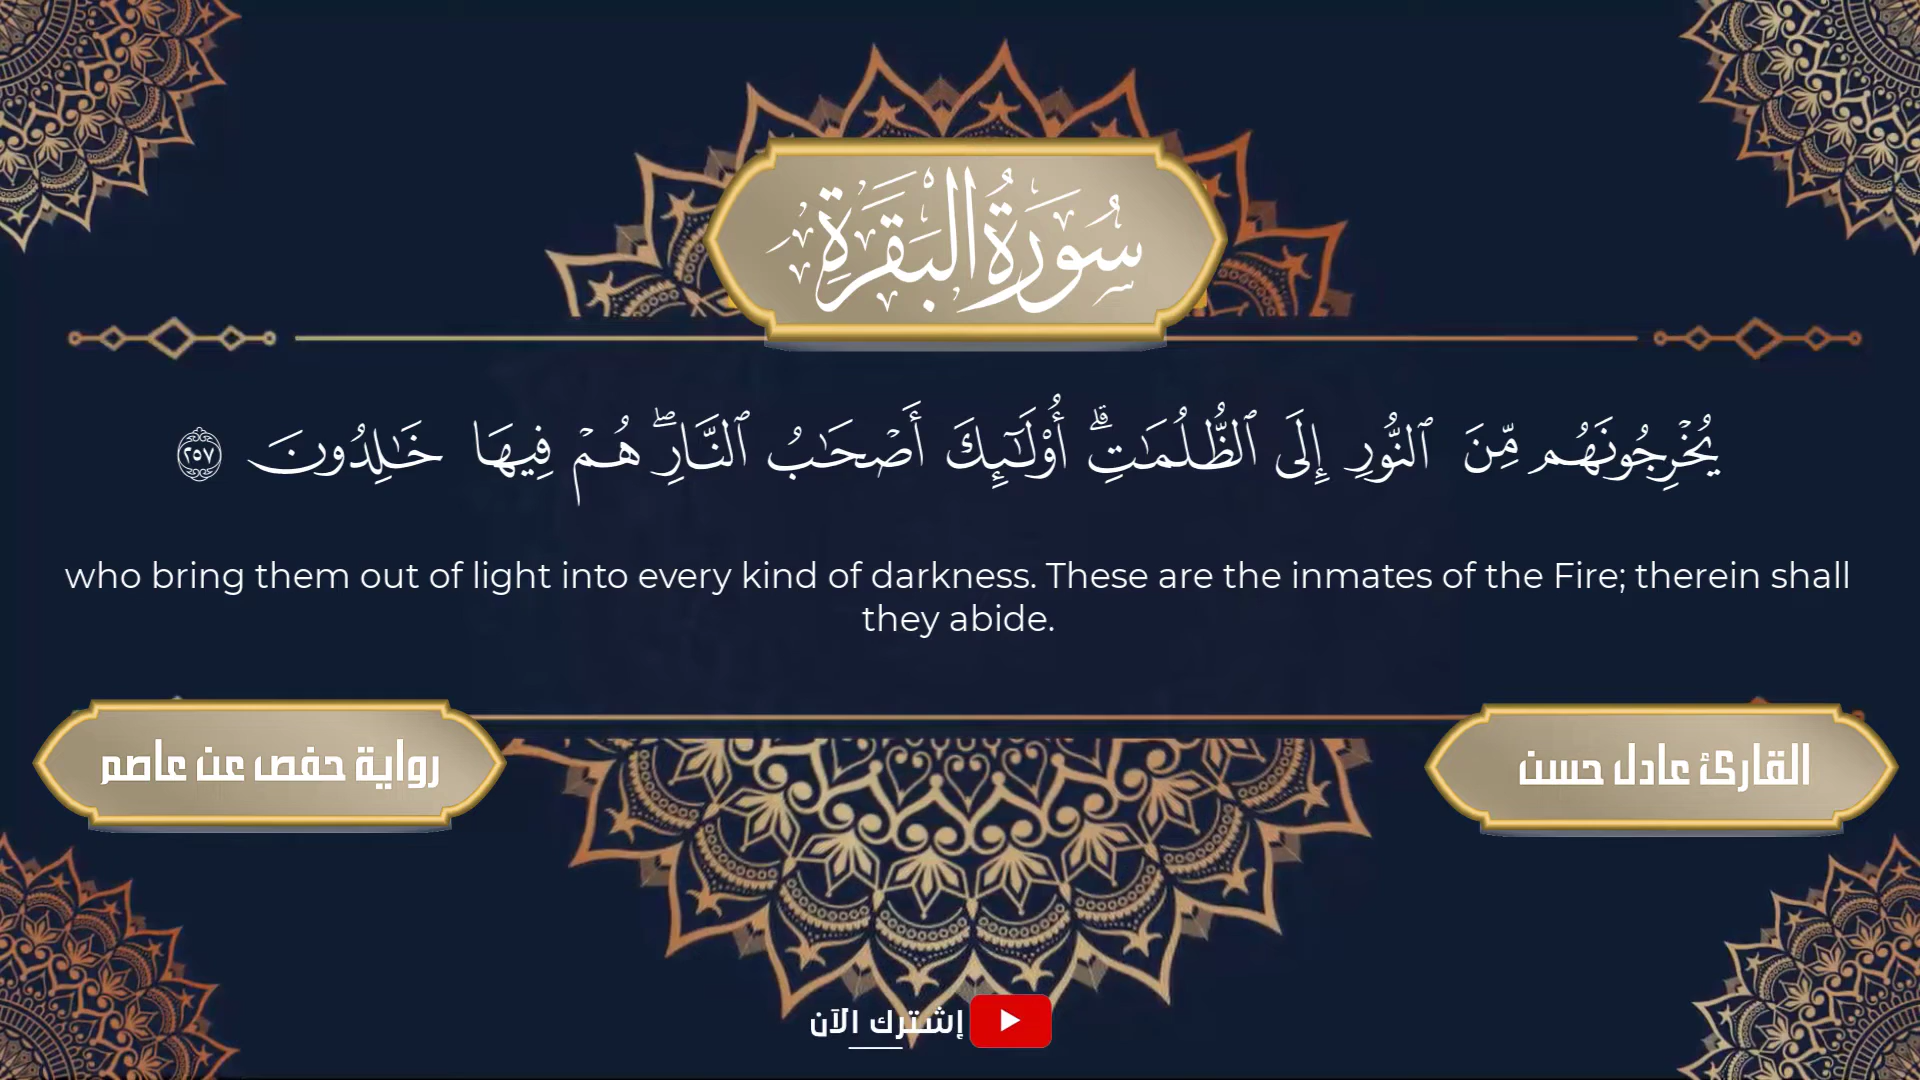 سُورَةُ الْبَقَرَةِ
يُخْرِجُونَهُم مِّنَ ٱلنُّورِ إِلَى ٱلظُّلُمَـٰتِ ۗ أُو۟لَـٰٓئِكَ أَصْحَـٰبُ ٱلنَّارِ ۖ هُمْ فِيهَا خَـٰلِدُونَ ٢٥٧
who bring them out of light into every kind of darkness. These are the inmates of the Fire; therein shall
they abide.
القارئ عادل حسن
رواية حفص عن عاصم
إشترك الآن